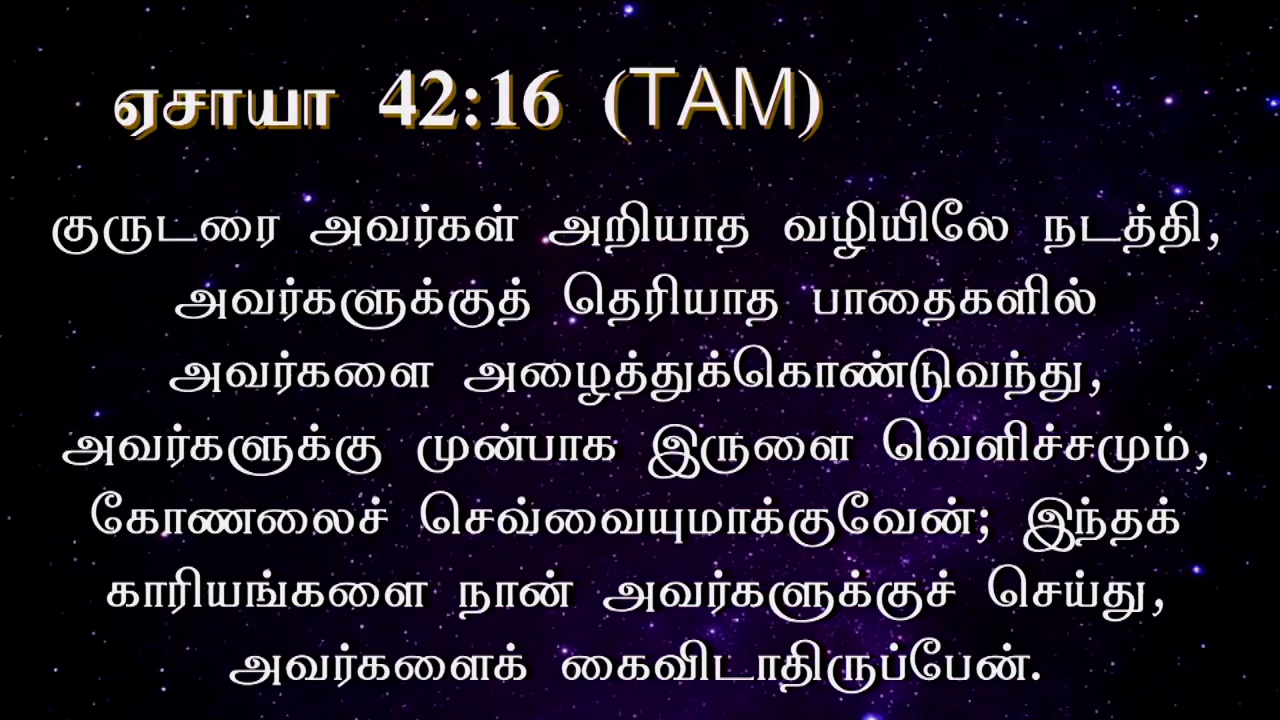 ஏசாயா 42:16 (TAM)
குருடரை அவர்கள் அறியாத வழியிலே நடத்தி,
அவர்களுக்குத் தெரியாத பாதைகளில்
அவர்களை அழைத்துக்கொண்டுவந்து,
அவர்களுக்கு முன்பாக இருளை வெளிச்சமும்,
கோணலைச் செவ்வையுமாக்குவேன்; இந்தக்
காரியங்களை நான் அவர்களுக்குச் செய்து,
அவர்களைக் கைவிடாதிருப்பேன்.